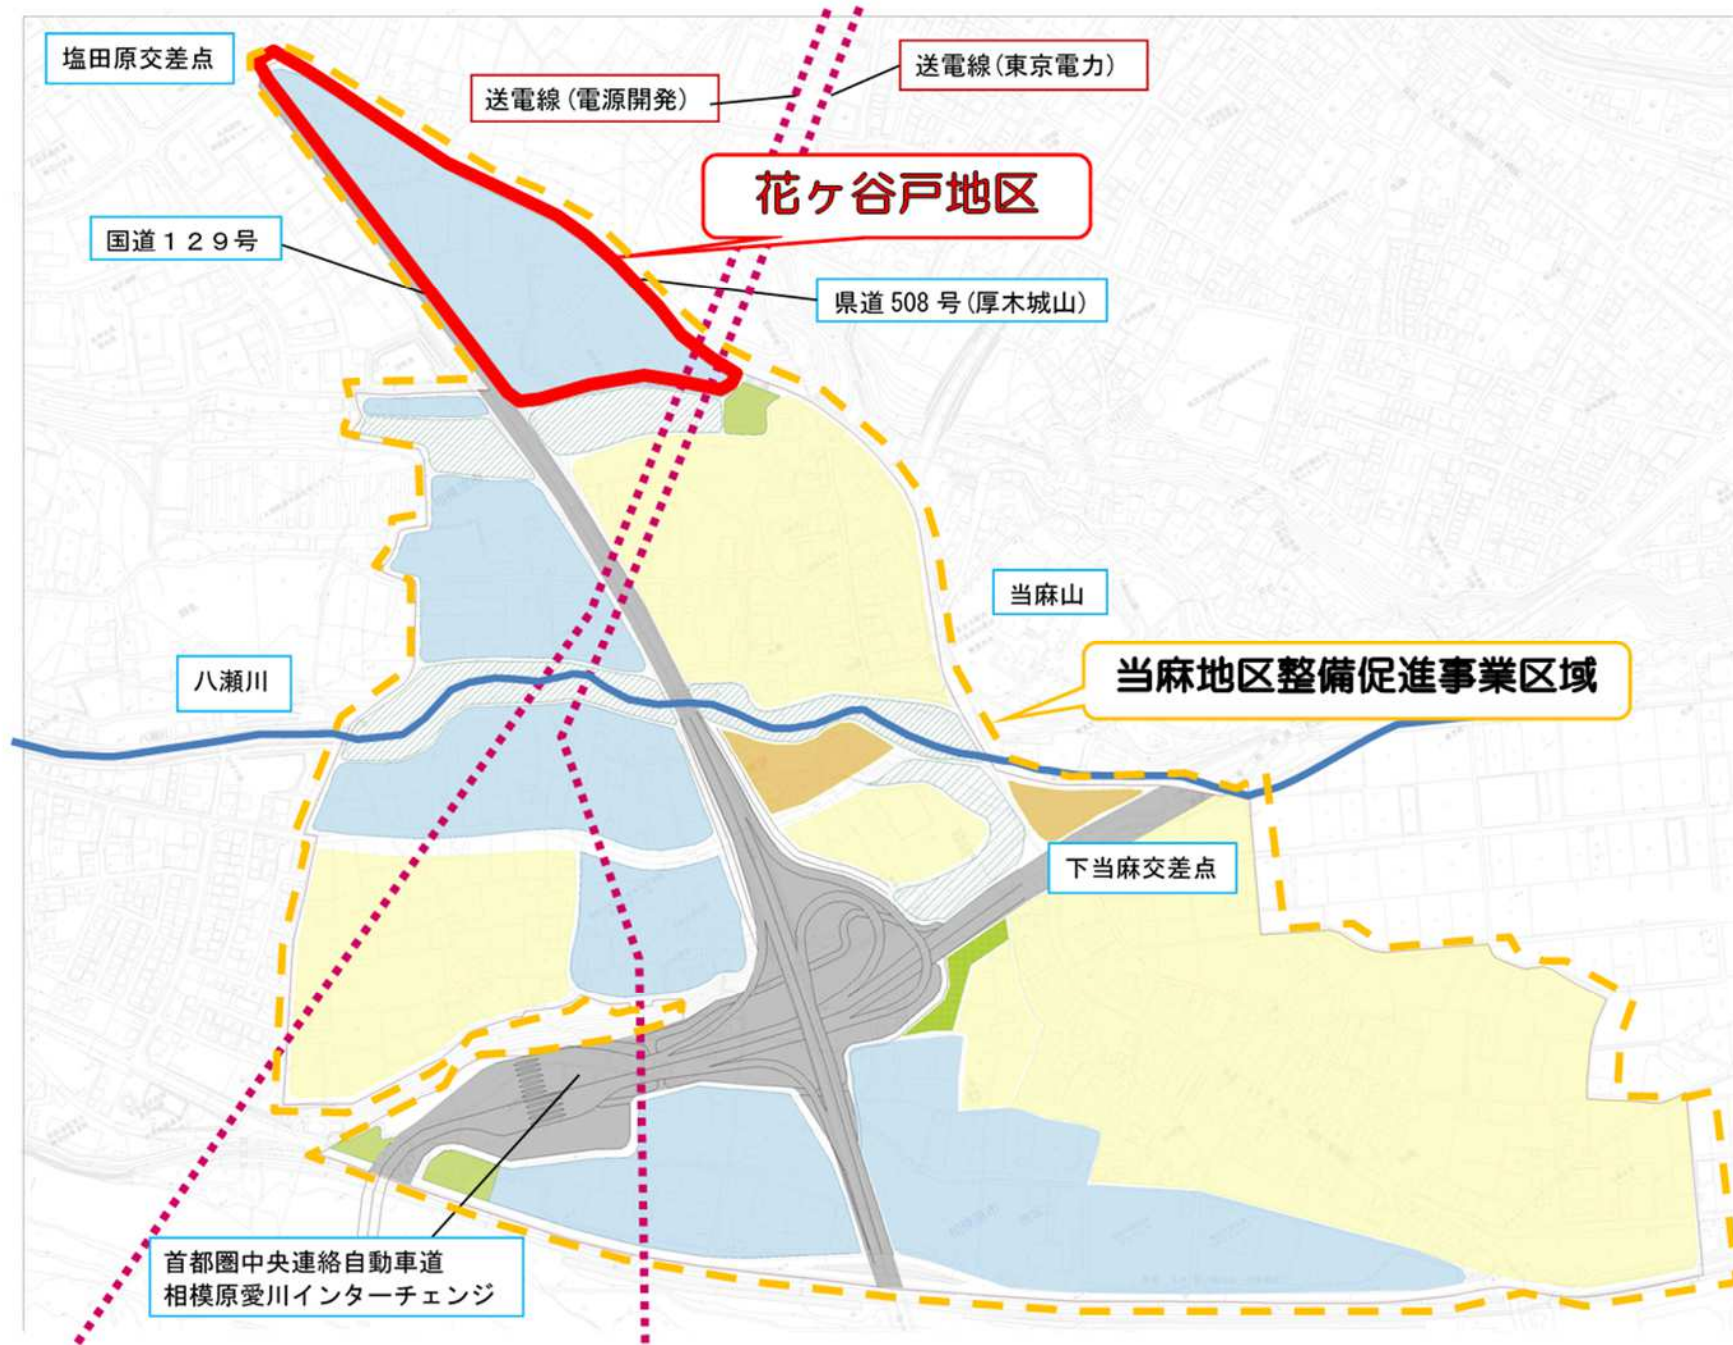 塩田原交差点
送電線(電源開発)
送電線(東京電力)
花ヶ谷戸地区
国道１２９号
県道508号(厚木城山)
当麻山
八瀬川
当麻地区整備促進事業区域
下当麻交差点
首都圏中央連絡自動車道
相模原愛川インターチェンジ